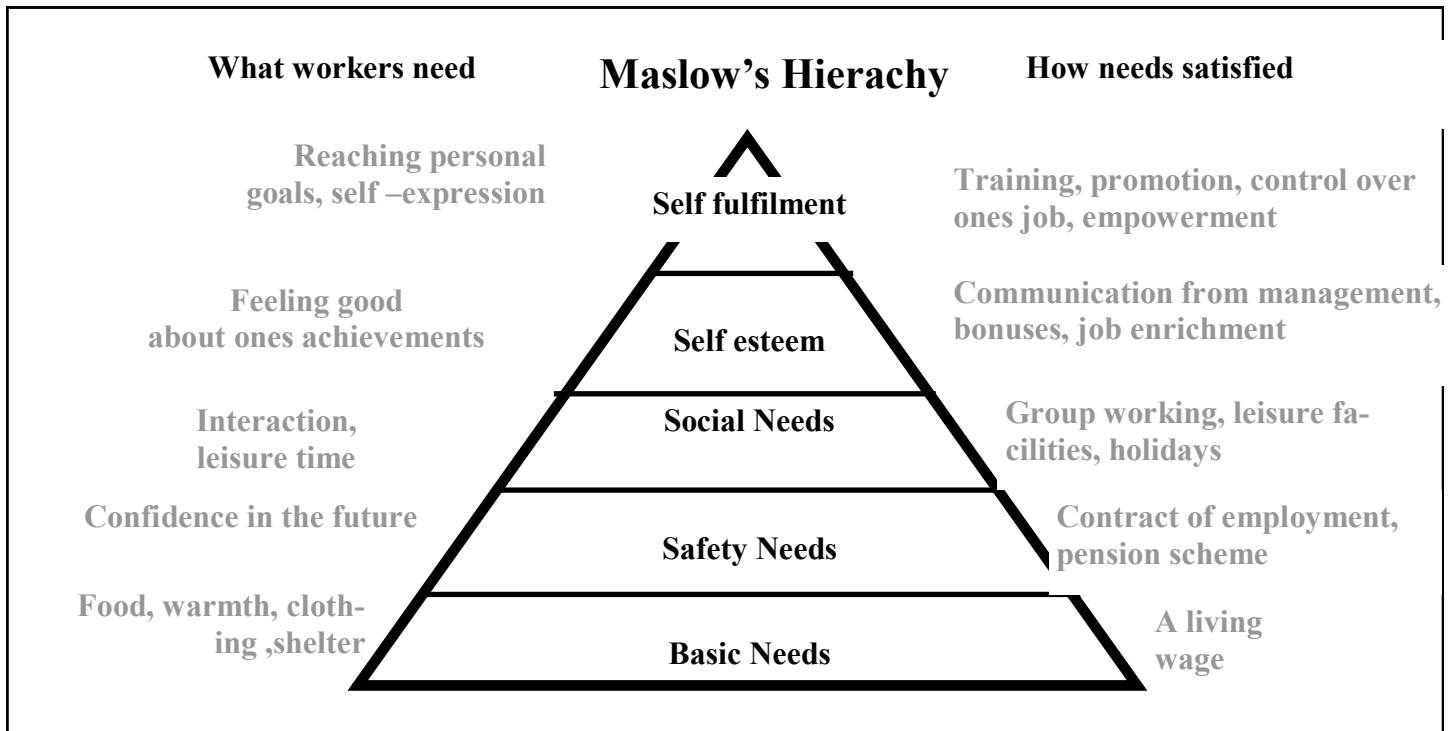 What workers need
Maslow’s Hierachy
How needs satisfied
Reaching personal
goals, self –expression
Self fulfilment
Training, promotion, control over
ones job, empowerment
Feeling good
about ones achievements
Self esteem
Communication from management,
bonuses, job enrichment
Interaction,
leisure time
Social Needs
Group working, leisure fa-
cilities, holidays
Confidence in the future
Safety Needs
Contract of employment,
pension scheme
Food, warmth, cloth-
ing ,shelter
Basic Needs
A living
wage